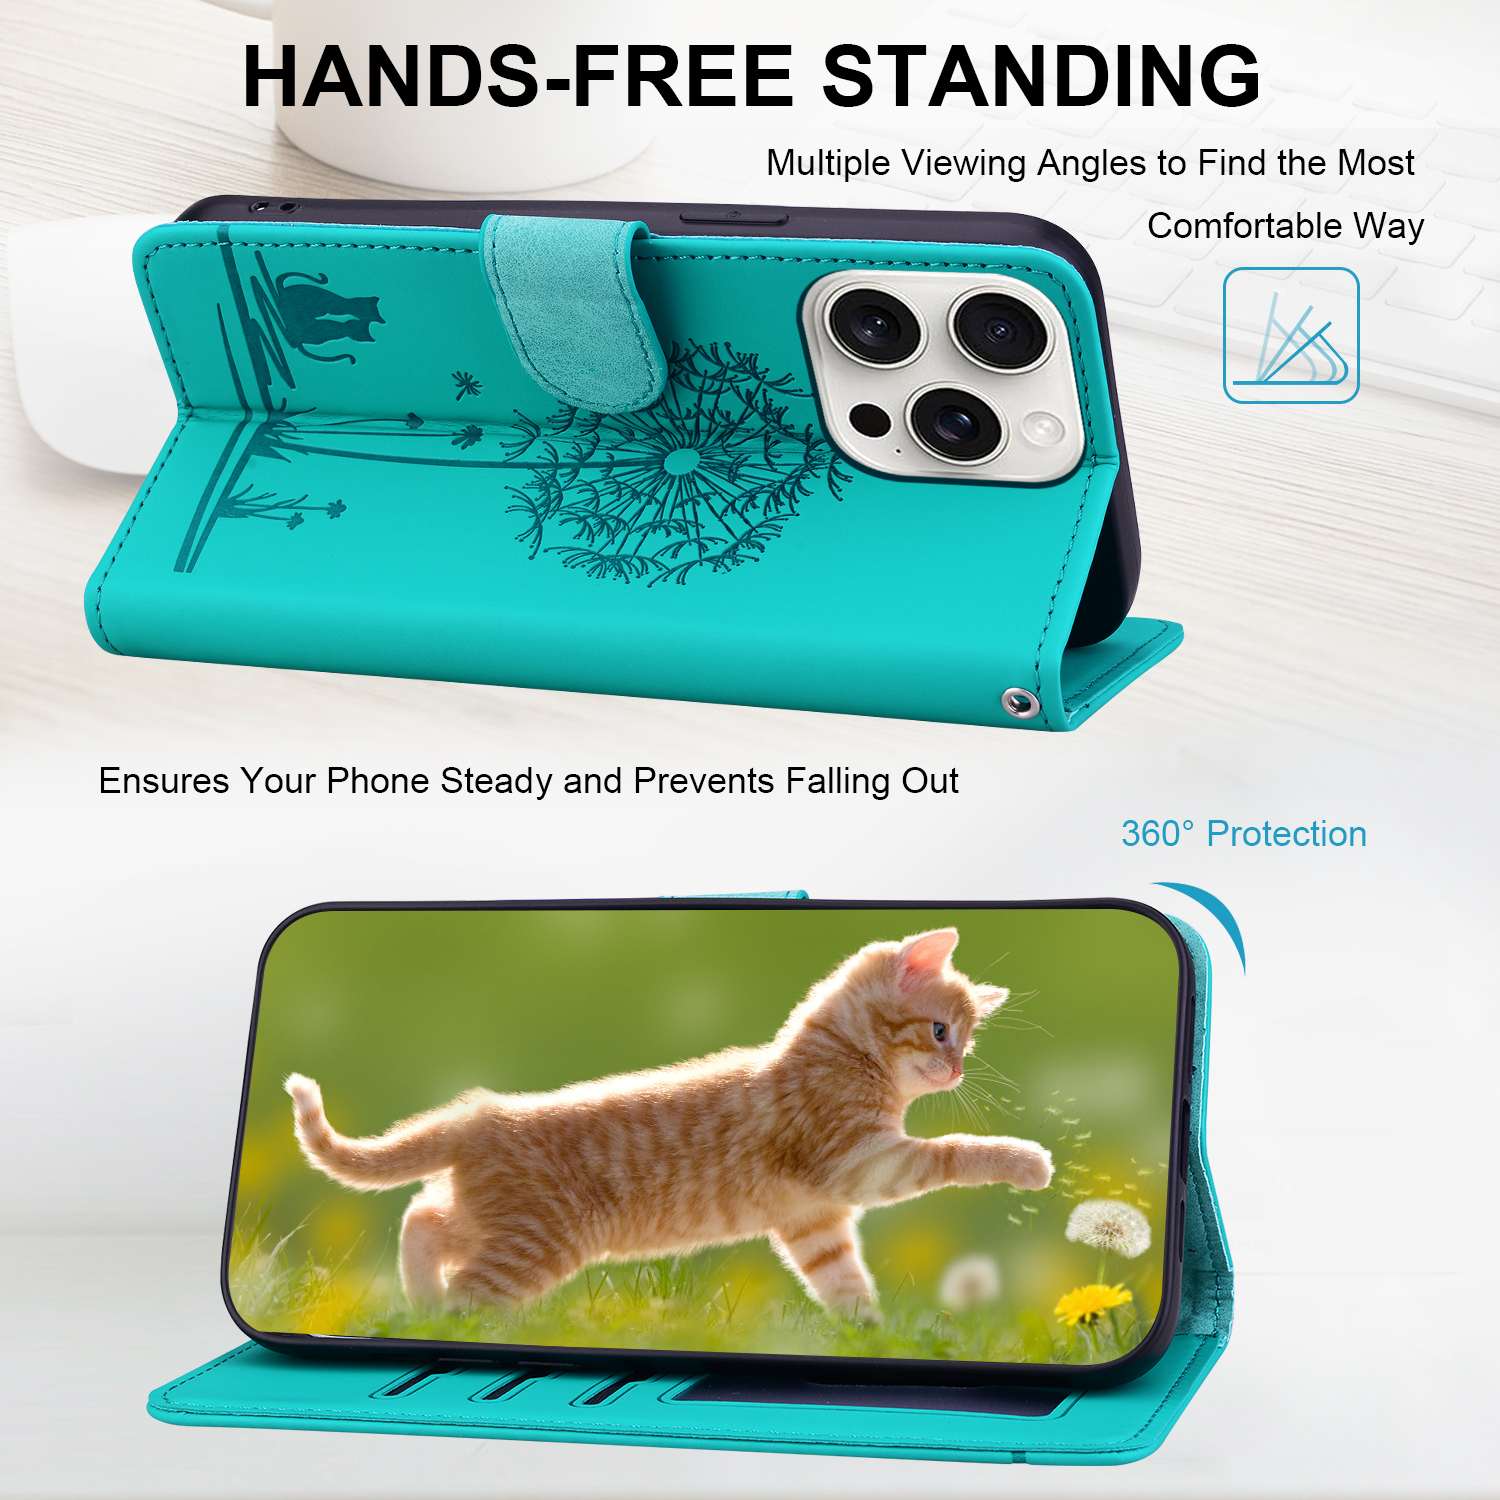 HANDS-FREE STANDING
Multiple Viewing Angles to Find the Most
Comfortable Way
Ensures Your Phone Steady and Prevents Falling Out
360° Protection